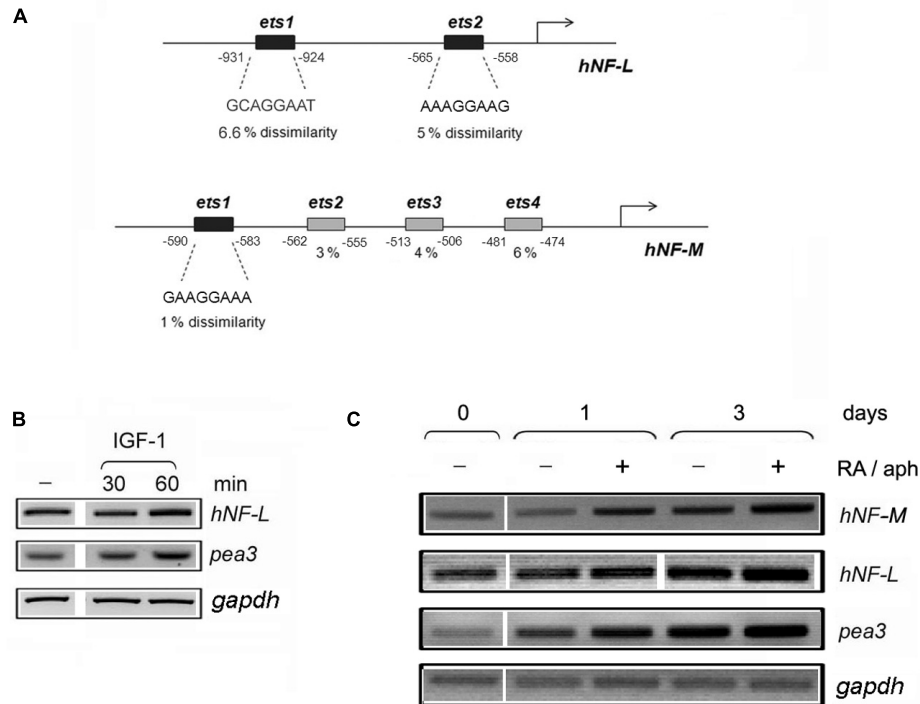 A
ets1 ets2
-931 -924 -565 -558
hNF-L
GCAGGAAT AAAGGAAG
6.6 % dissimilarity 5 % dissimilarity
ets1 ets2 ets3 ets4
-590 -583 -562 -555 -513 -506 -481 -474
3 % 4 % 6 %
hNF-M
GAAGGAAA
1 % dissimilarity
B
IGF-1
– 30 60 min
hNF-L
pea3
gapdh
C
0 1 3 days
– – + – + RA / aph
hNF-M
hNF-L
pea3
gapdh